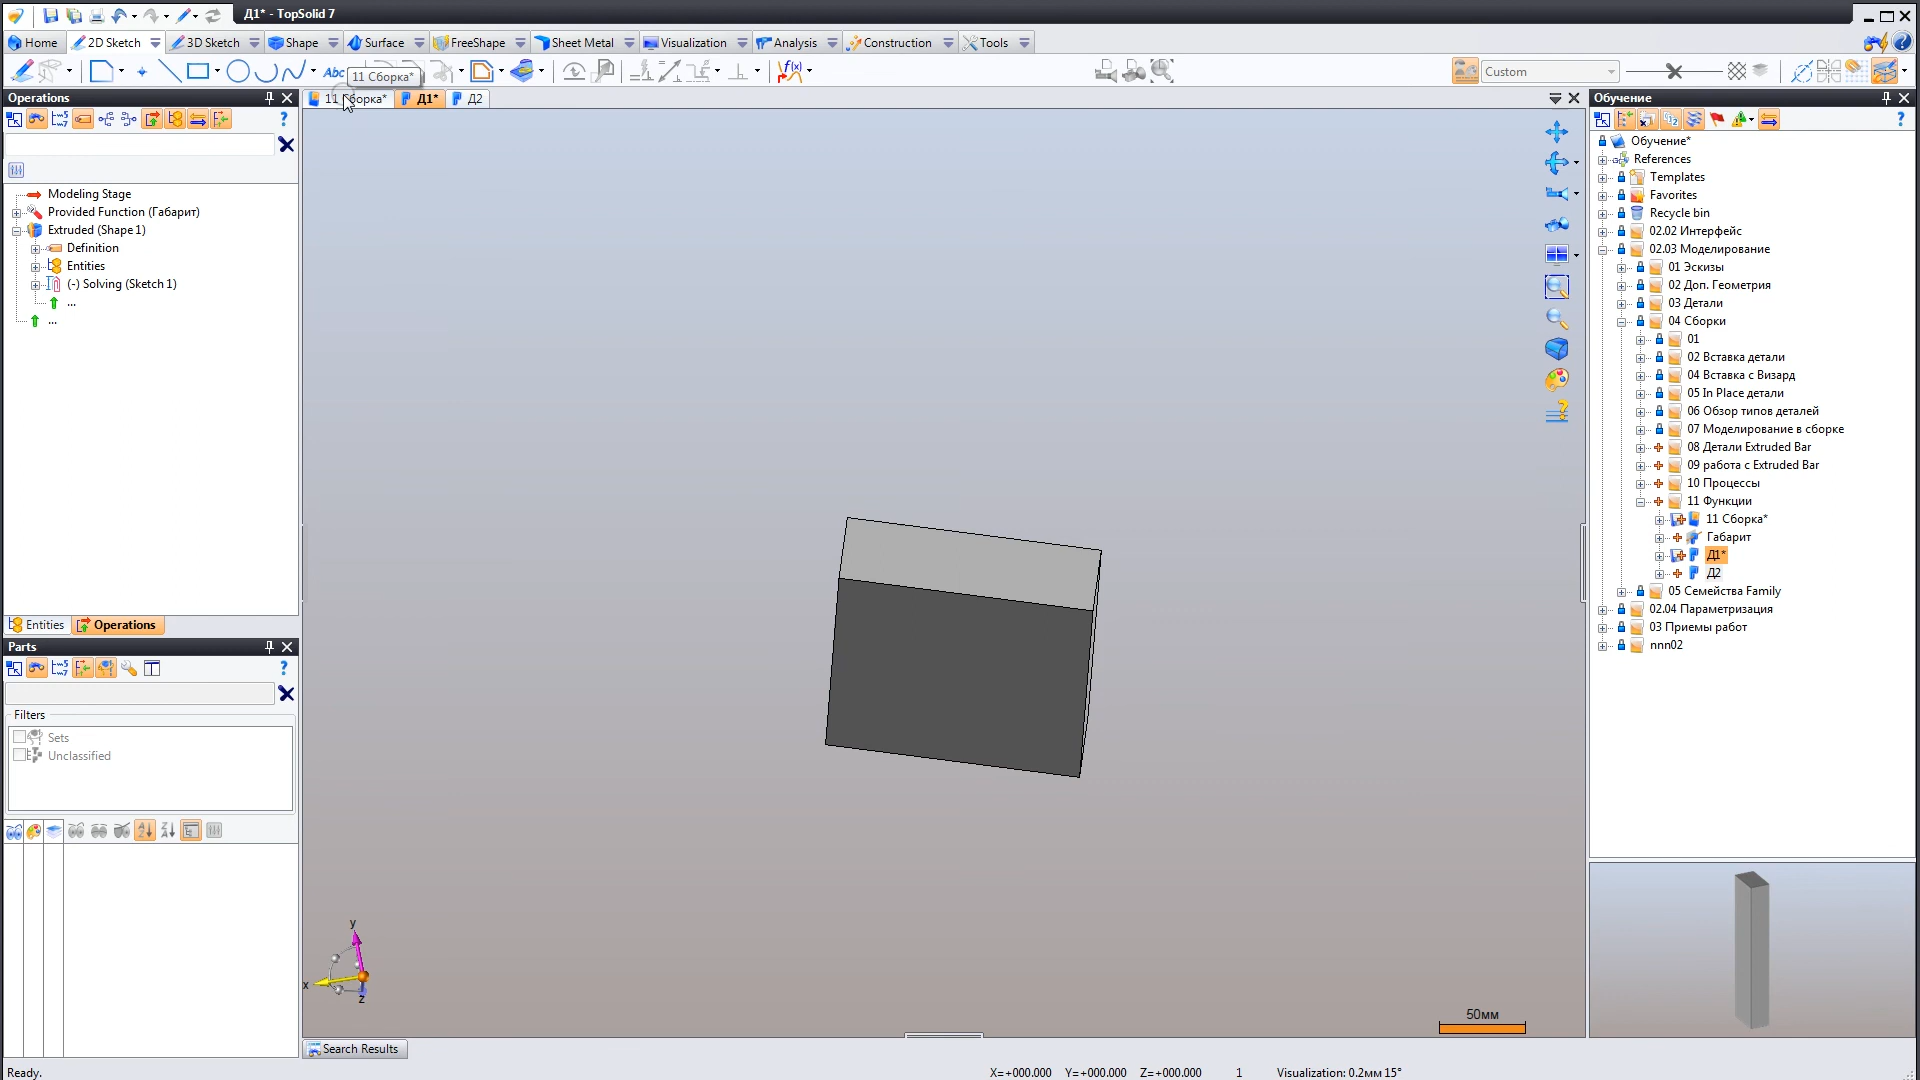 Д1* - TopSolid 7
Home
2D Sketch
3D Sketch
Shape
Surface
FreeShape
Sheet Metal
Visualization
Analysis
Construction
Tools
Abc
11 Сборка*
Custom
Operations
11 Сборка*
Д1*
Д2
Обучение
Modeling Stage
Provided Function (Габарит)
Extruded (Shape 1)
Definition
Entities
(-) Solving (Sketch 1)
...
...
Entities
Operations
Parts
Filters
Sets
Unclassified
Обучение*
References
Templates
Favorites
Recycle bin
02.02 Интерфейс
02.03 Моделирование
01 Эскизы
02 Доп. Геометрия
03 Детали
04 Сборки
01
02 Вставка детали
04 Вставка с Визард
05 In Place детали
06 Обзор типов деталей
07 Моделирование в сборке
08 Детали Extruded Bar
09 работа с Extruded Bar
10 Процессы
11 Функции
11 Сборка*
Габарит
Д1*
Д2
05 Семейства Family
02.04 Параметризация
03 Приемы работ
nnn02
y
x
z
50мм
Search Results
Ready.
X=+000.000 Y=+000.000 Z=+000.000 1 Visualization: 0.2мм 15°